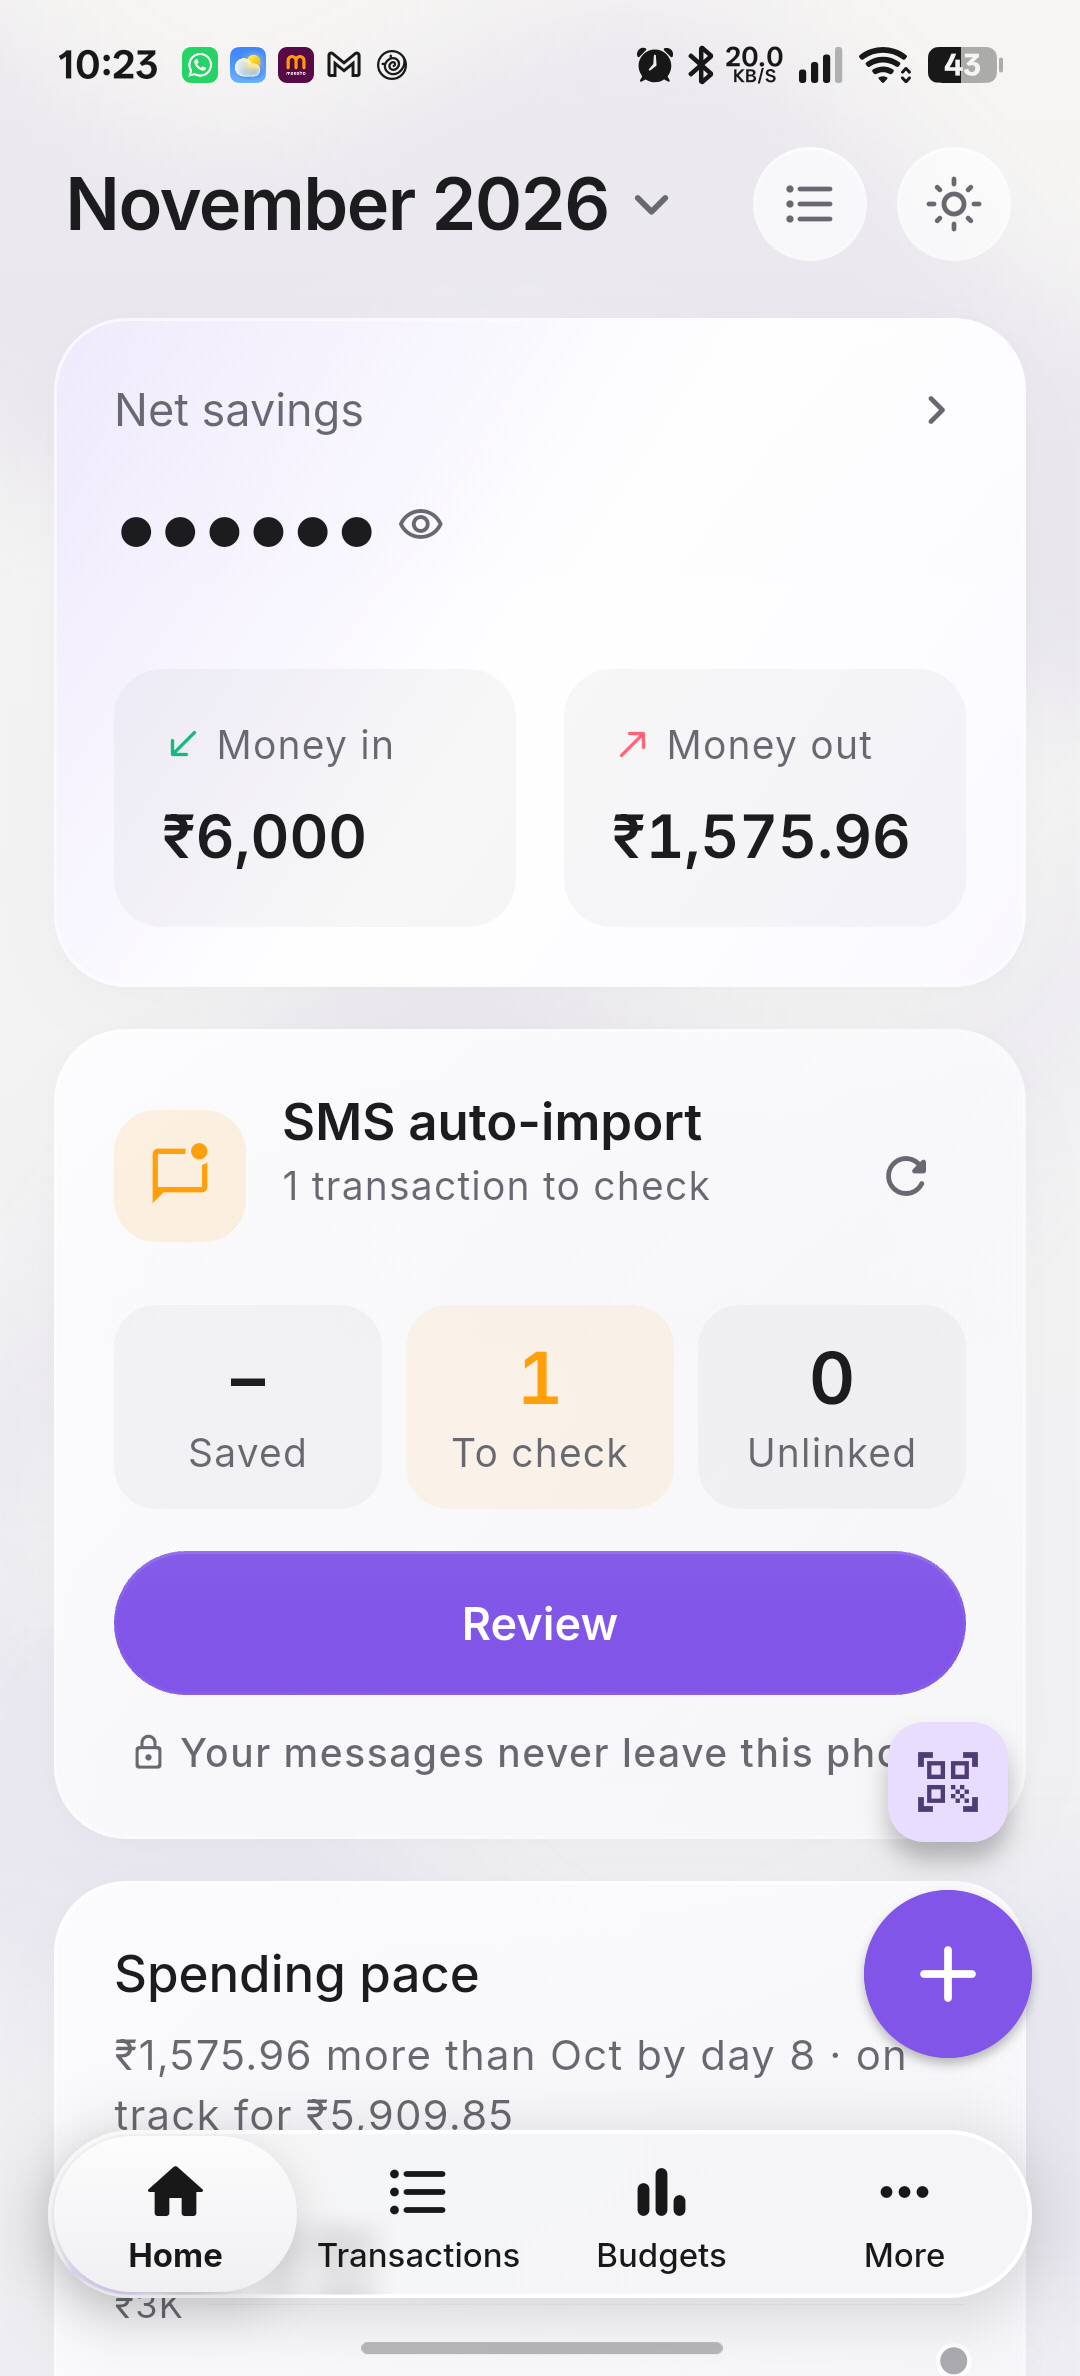 10:23
20.0
KB/S
43
November 2026
Net savings
●●●●●●
Money in
Money out
₹6,000
₹1,575.96
SMS auto-import
1 transaction to check
–
1
0
Saved
To check
Unlinked
Review
Your messages never leave this
Spending pace
₹1,575.96 more than Oct by day 8 · on
track for ₹5,909.85
Home
Transactions
Budgets
More
₹3K